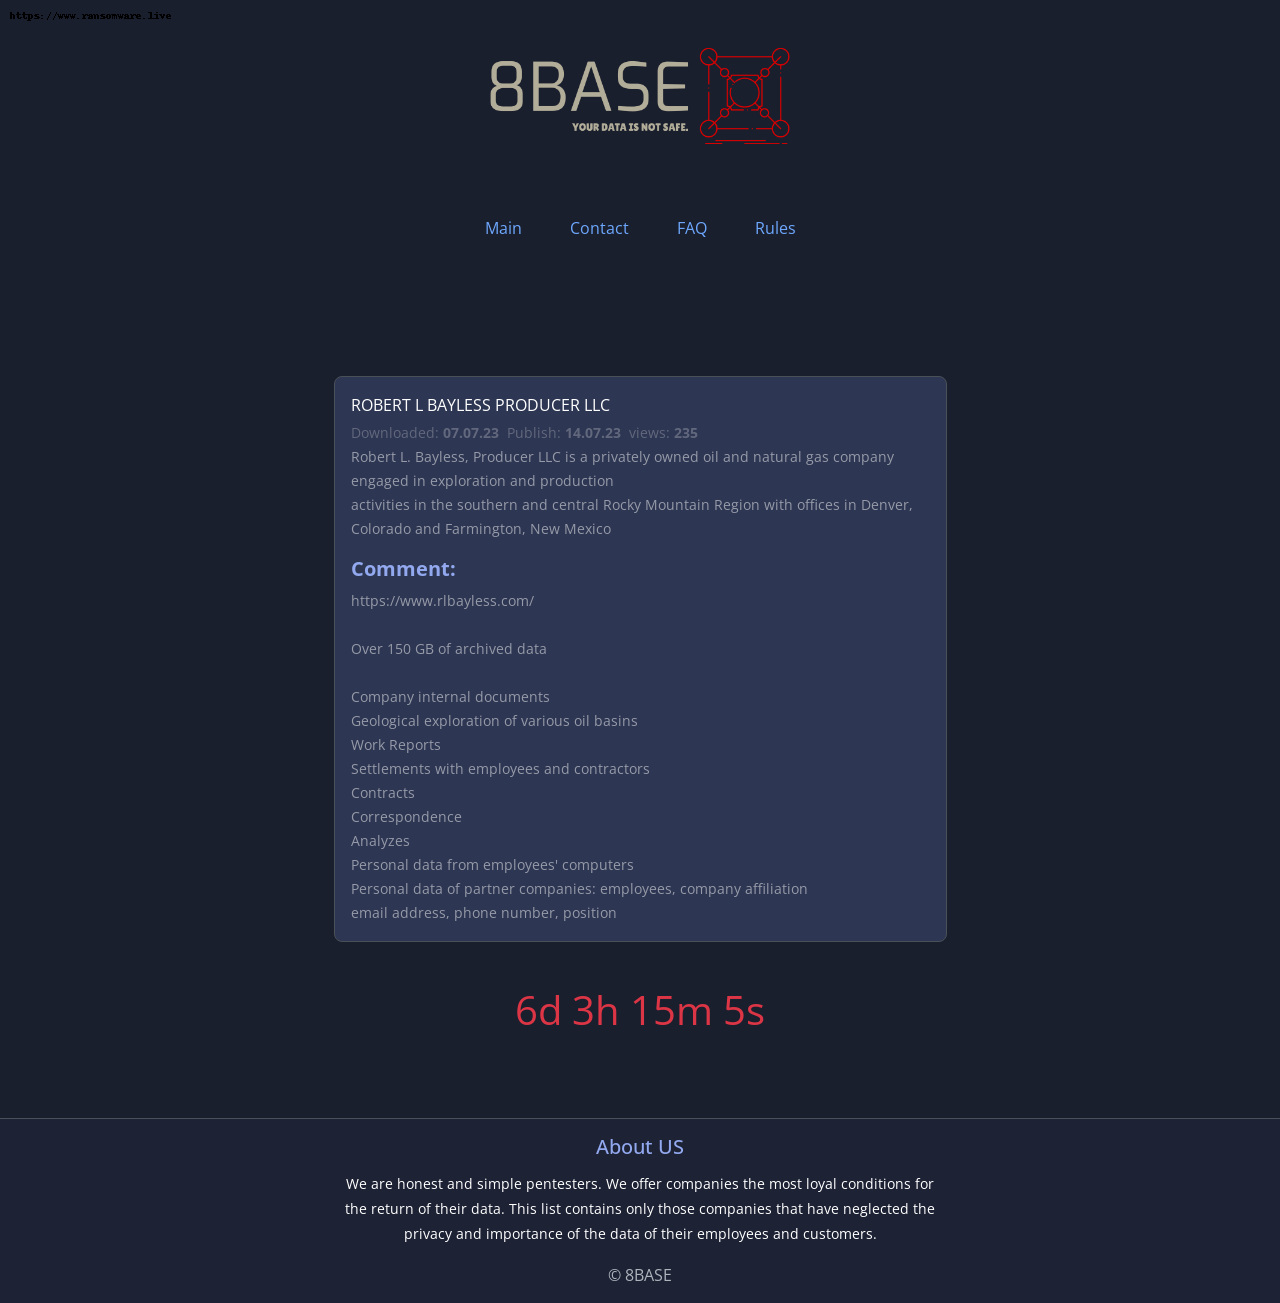 https://www.ransomware.live
8BASE
YOUR DATA IS NOT SAFE.
Main Contact FAQ Rules
ROBERT L BAYLESS PRODUCER LLC
Downloaded: 07.07.23 Publish: 14.07.23 views: 235
Robert L. Bayless, Producer LLC is a privately owned oil and natural gas company
engaged in exploration and production
activities in the southern and central Rocky Mountain Region with offices in Denver,
Colorado and Farmington, New Mexico
Comment:
https://www.rlbayless.com/
Over 150 GB of archived data
Company internal documents
Geological exploration of various oil basins
Work Reports
Settlements with employees and contractors
Contracts
Correspondence
Analyzes
Personal data from employees' computers
Personal data of partner companies: employees, company affiliation
email address, phone number, position
6d 3h 15m 5s
About US
We are honest and simple pentesters. We offer companies the most loyal conditions for
the return of their data. This list contains only those companies that have neglected the
privacy and importance of the data of their employees and customers.
© 8BASE